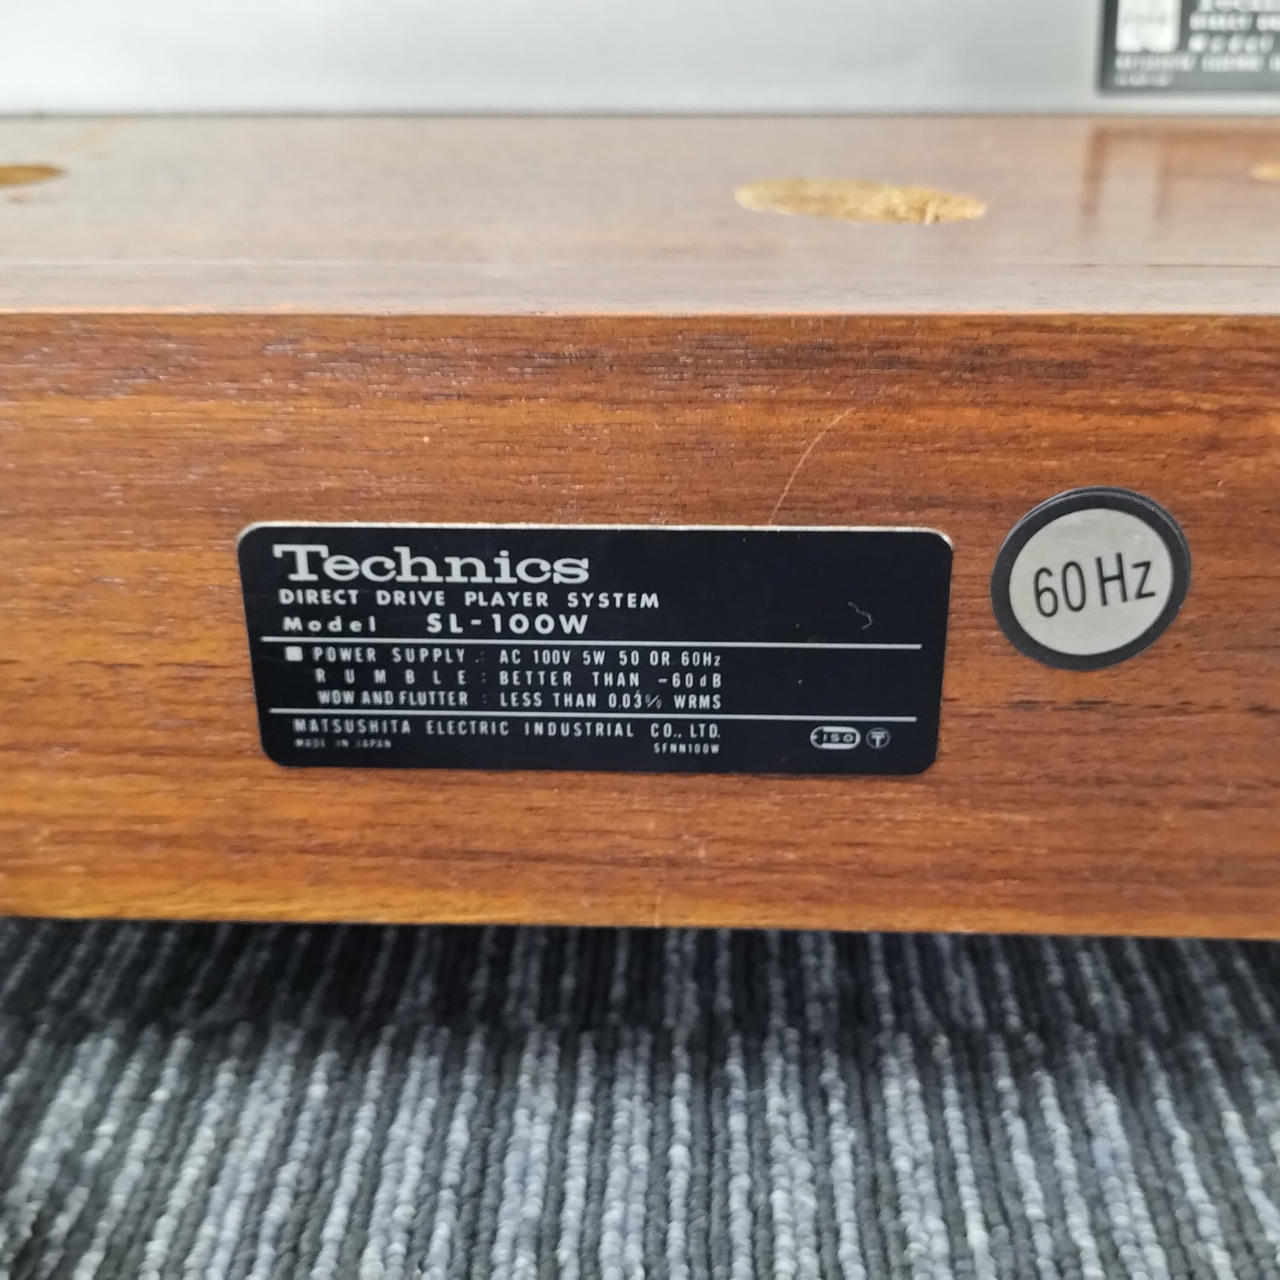 Technics
DIRECT DRIVE PLAYER SYSTEM
Model SL-100W
POWER SUPPLY : AC 100V 5W 50 OR 60Hz
RUMBLE : BETTER THAN -60dB
WOW AND FLUTTER : LESS THAN 0.03% WRMS
MATSUSHITA ELECTRIC INDUSTRIAL CO., LTD.
MADE IN JAPAN SFNN100W
ISO T
60Hz